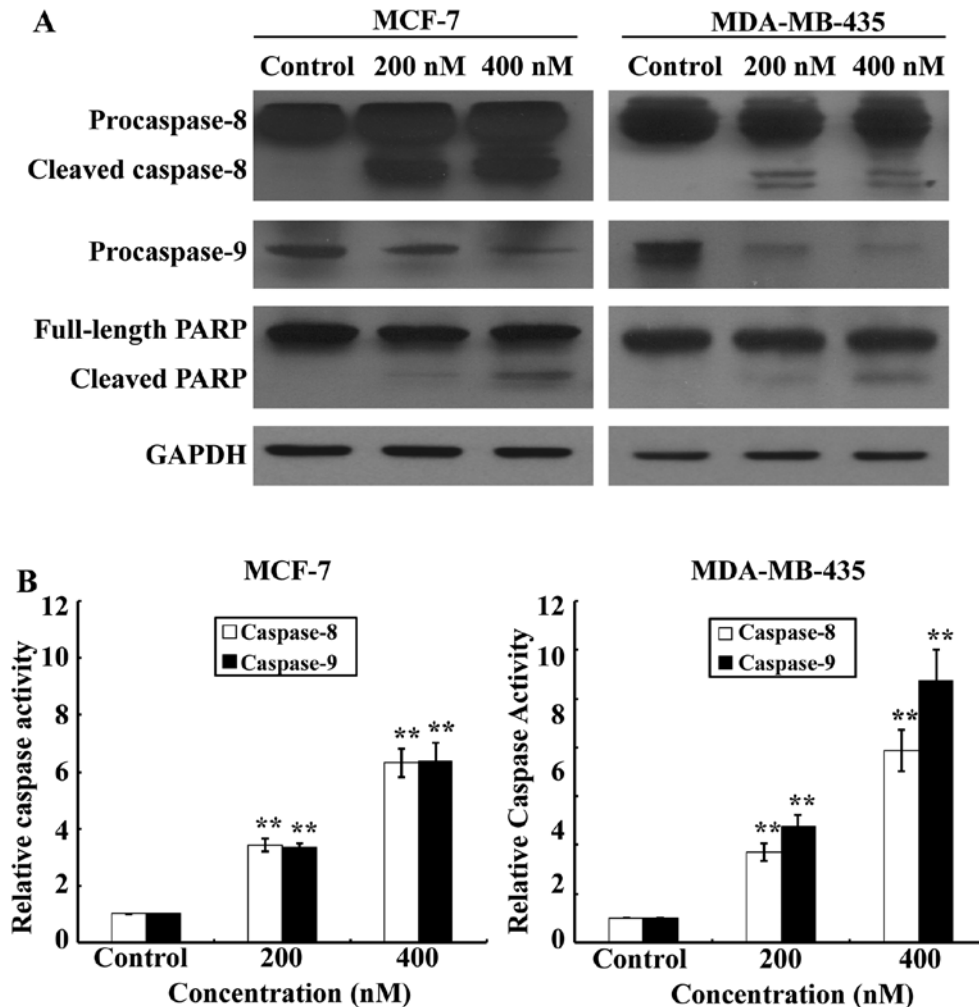 A
MCF-7
MDA-MB-435
Control 200 nM 400 nM
Control 200 nM 400 nM
Procaspase-8
Cleaved caspase-8
Procaspase-9
Full-length PARP
Cleaved PARP
GAPDH
B
MCF-7
Relative caspase activity
12
10
8
6
4
2
0
Caspase-8
Caspase-9
** **
** **
Control 200 400
Concentration (nM)
MDA-MB-435
Relative Caspase Activity
12
10
8
6
4
2
0
Caspase-8
Caspase-9
** **
** **
Control 200 400
Concentration (nM)